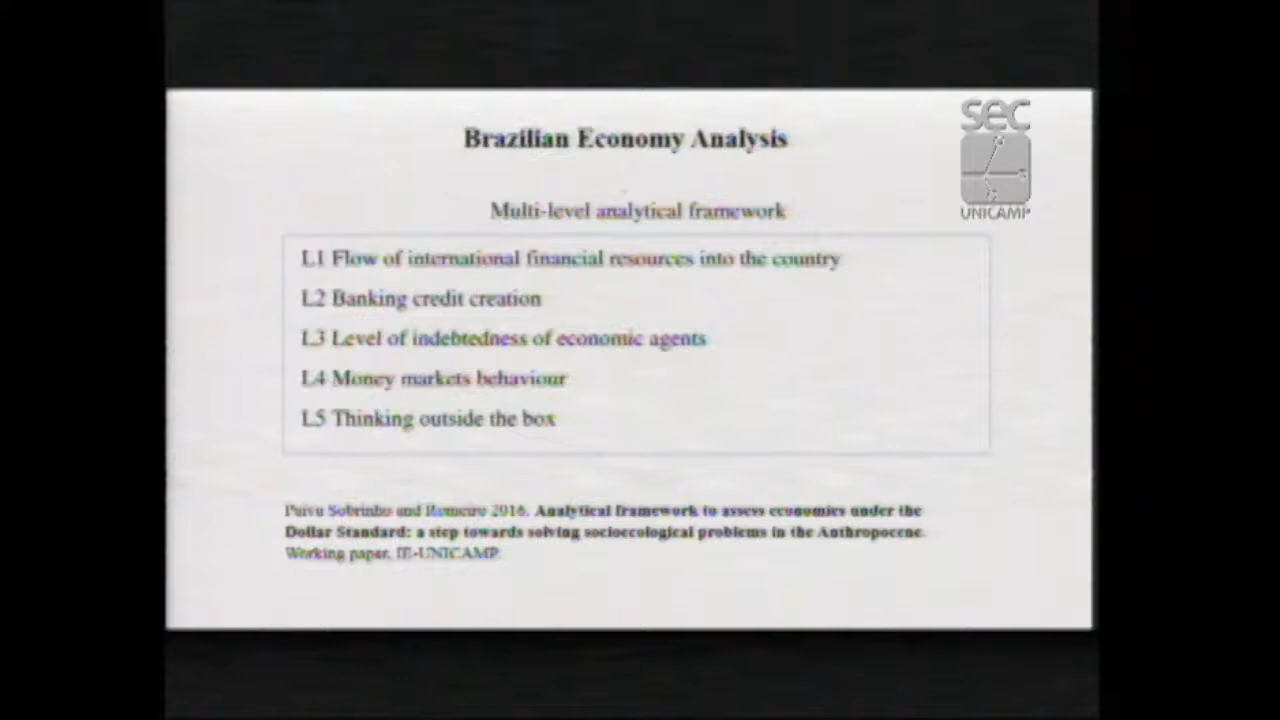 sec
UNICAMP
Brazilian Economy Analysis
Multi-level analytical framework
L1 Flow of international financial resources into the country
L2 Banking credit creation
L3 Level of indebtedness of economic agents
L4 Money markets behaviour
L5 Thinking outside the box
Paiva Sobrinho and Romeiro 2016. Analytical framework to assess economies under the
Dollar Standard: a step towards solving socioecological problems in the Anthropocene.
Working paper, IE-UNICAMP.